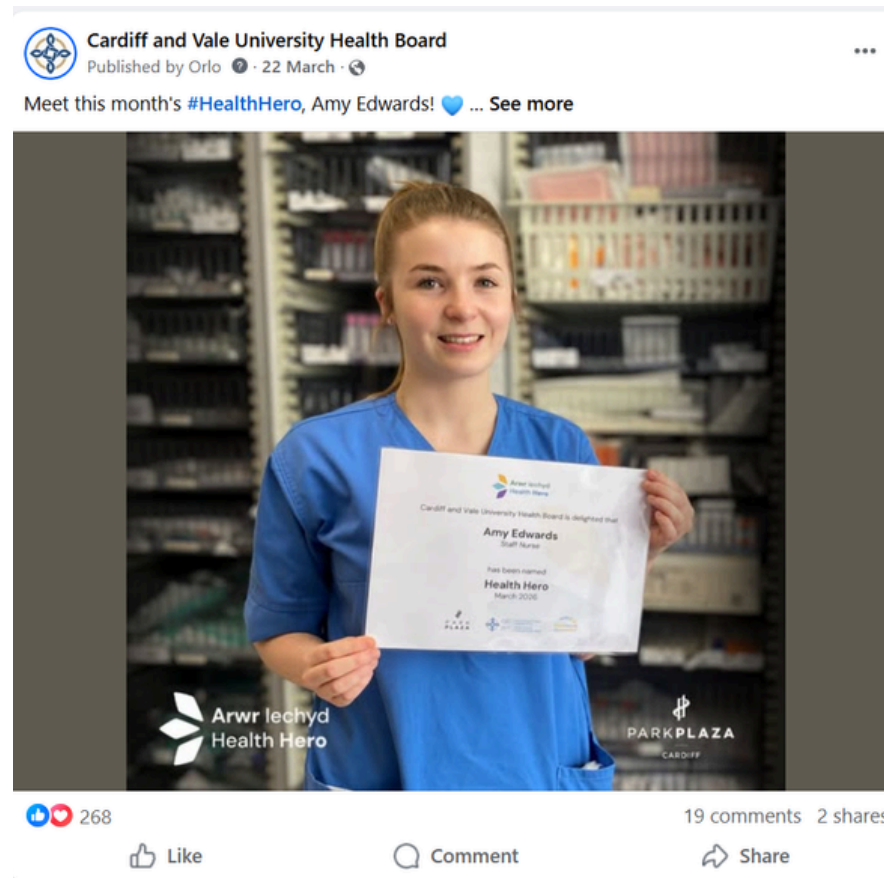 Cardiff and Vale University Health Board
Published by Orlo · 22 March ·
Meet this month's #HealthHero, Amy Edwards! 💙 ... See more
Arwr Iechyd
Health Hero
Cardiff and Vale University Health Board is delighted that
Amy Edwards
Staff Nurse
has been named
Health Hero
March 2026
PARK
PLAZA
Arwr Iechyd
Health Hero
PARKPLAZA
CARDIFF
268
19 comments 2 shares
Like
Comment
Share